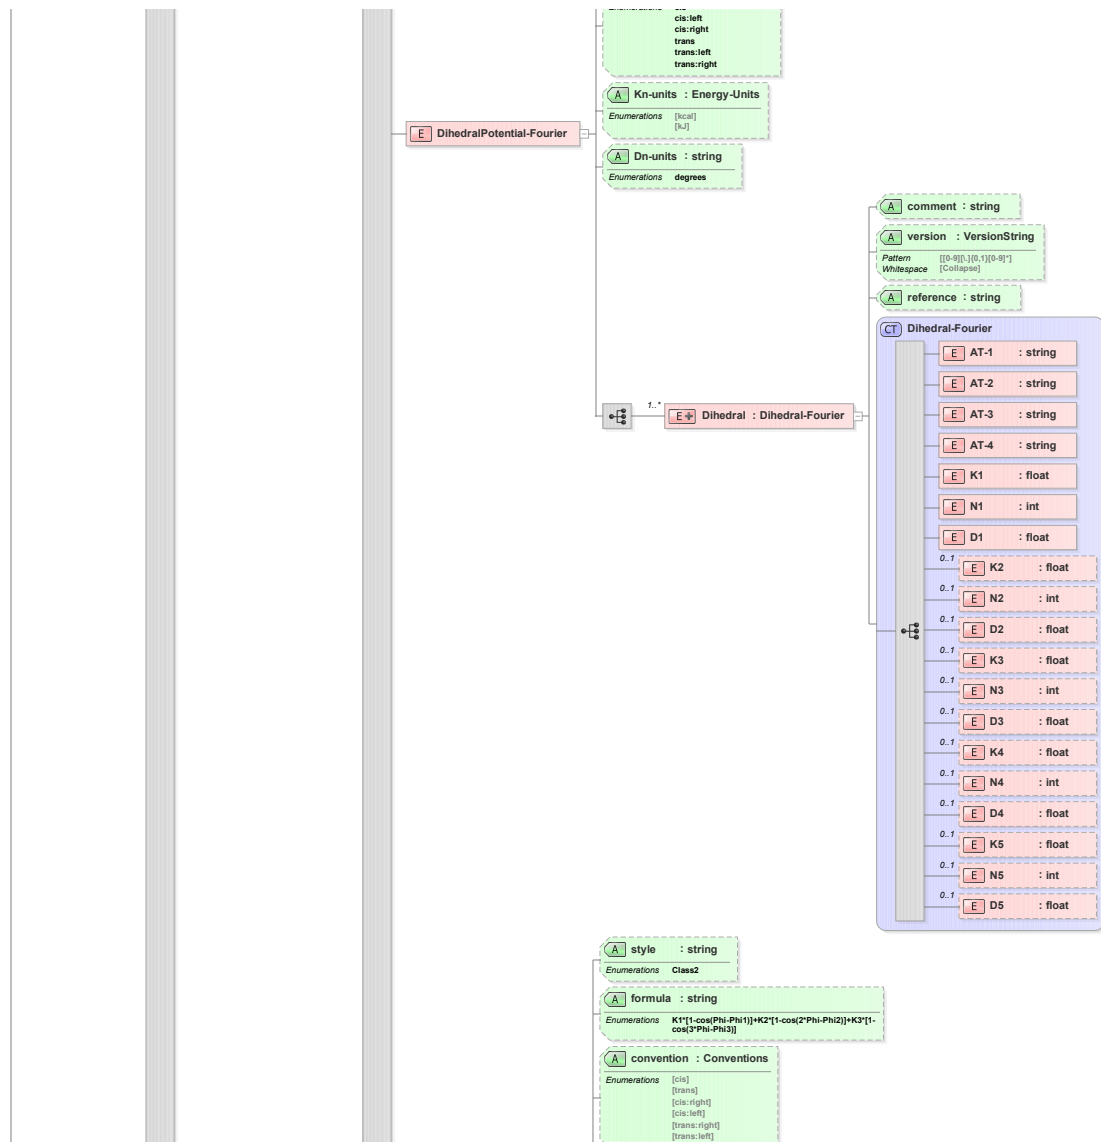 cis:left
cis:right
trans
trans:left
trans:right
A Kn-units : Energy-Units
Enumerations [kcal]
[kJ]
E DihedralPotential-Fourier
A Dn-units : string
Enumerations degrees
A comment : string
A version : VersionString
Pattern [[0-9][\.]{0,1}[0-9]*]
Whitespace [Collapse]
A reference : string
CT Dihedral-Fourier
E AT-1 : string
E AT-2 : string
E AT-3 : string
1..* E Dihedral : Dihedral-Fourier
E AT-4 : string
E K1 : float
E N1 : int
E D1 : float
0..1 E K2 : float
0..1 E N2 : int
0..1 E D2 : float
0..1 E K3 : float
0..1 E N3 : int
0..1 E D3 : float
0..1 E K4 : float
0..1 E N4 : int
0..1 E D4 : float
0..1 E K5 : float
0..1 E N5 : int
0..1 E D5 : float
A style : string
Enumerations Class2
A formula : string
Enumerations K1*[1-cos(Phi-Phi1)]+K2*[1-cos(2*Phi-Phi2)]+K3*[1-
cos(3*Phi-Phi3)]
A convention : Conventions
Enumerations [cis]
[trans]
[cis:right]
[cis:left]
[trans:right]
[trans:left]